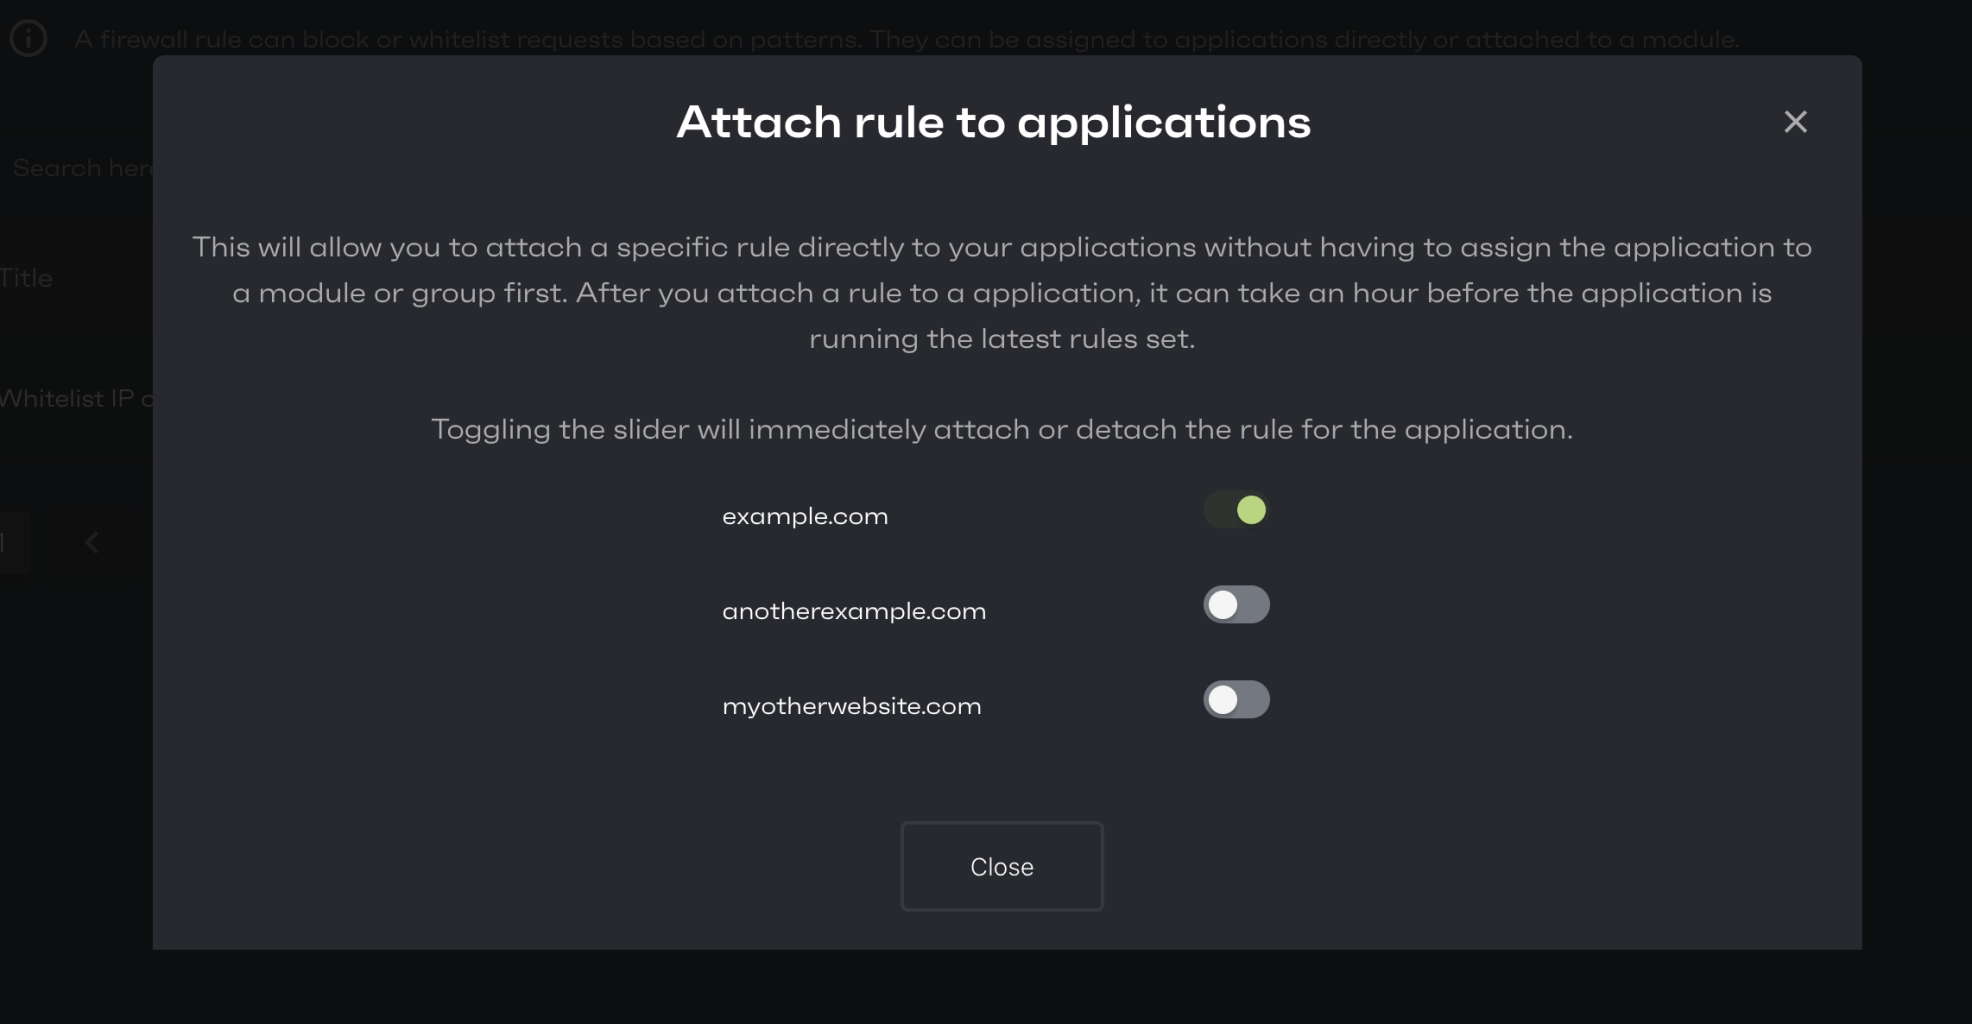 A firewall rule can block or whitelist requests based on patterns. They can be assigned to applications directly or attached to a module.
Attach rule to applications
Search here
This will allow you to attach a specific rule directly to your applications without having to assign the application to
Title
a module or group first. After you attach a rule to a application, it can take an hour before the application is
running the latest rules set.
Whitelist IP
Toggling the slider will immediately attach or detach the rule for the application.
example.com
1
anotherexample.com
myotherwebsite.com
Close